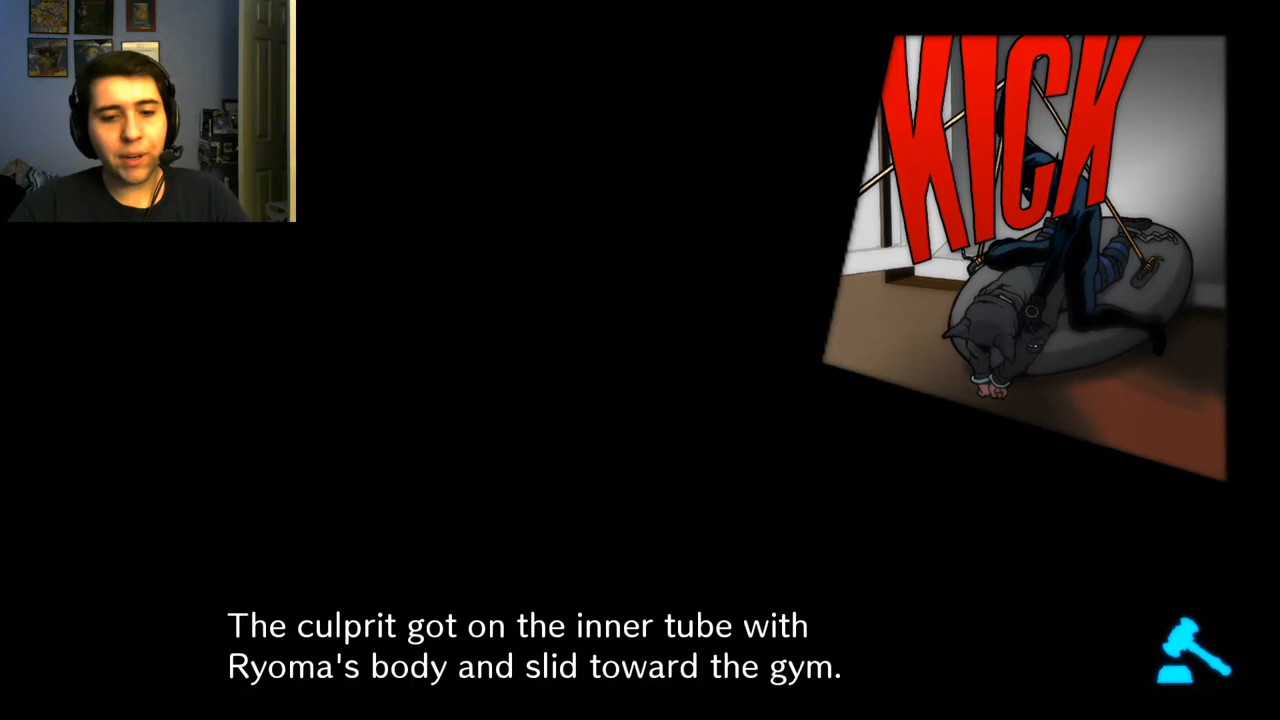 KICK
The culprit got on the inner tube with
Ryoma's body and slid toward the gym.